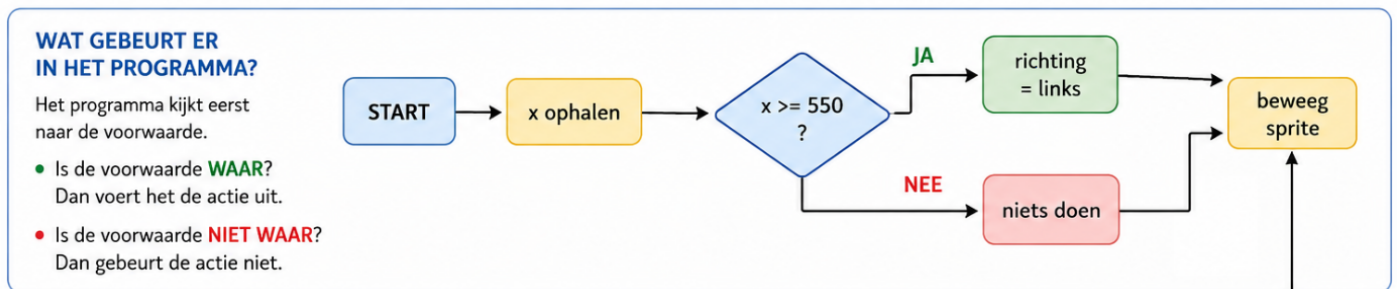 WAT GEBEURT ER
IN HET PROGRAMMA?
Het programma kijkt eerst
naar de voorwaarde.
• Is de voorwaarde WAAR?
Dan voert het de actie uit.
• Is de voorwaarde NIET WAAR?
Dan gebeurt de actie niet.
START
x ophalen
x >= 550
?
JA
richting
= links
NEE
niets doen
beweeg
sprite